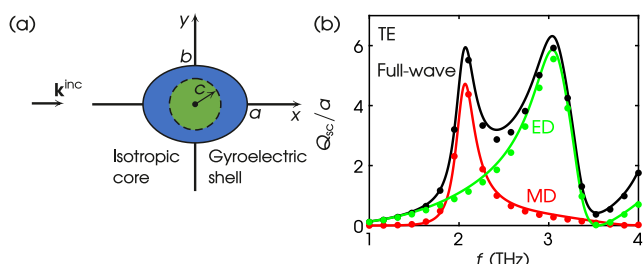 (a)
y
b
k^inc
c
a
x
Isotropic core
Gyroelectric shell
(b)
Q_sc/a
6
4
2
0
TE
Full-wave
ED
MD
1
2
3
4
f (THz)